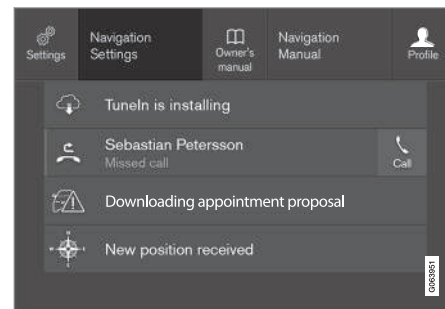 Settings
Navigation
Settings
Owner's
manual
Navigation
Manual
Profile
TuneIn is installing
Sebastian Petersson
Missed call
Call
Downloading appointment proposal
New position received
G063951